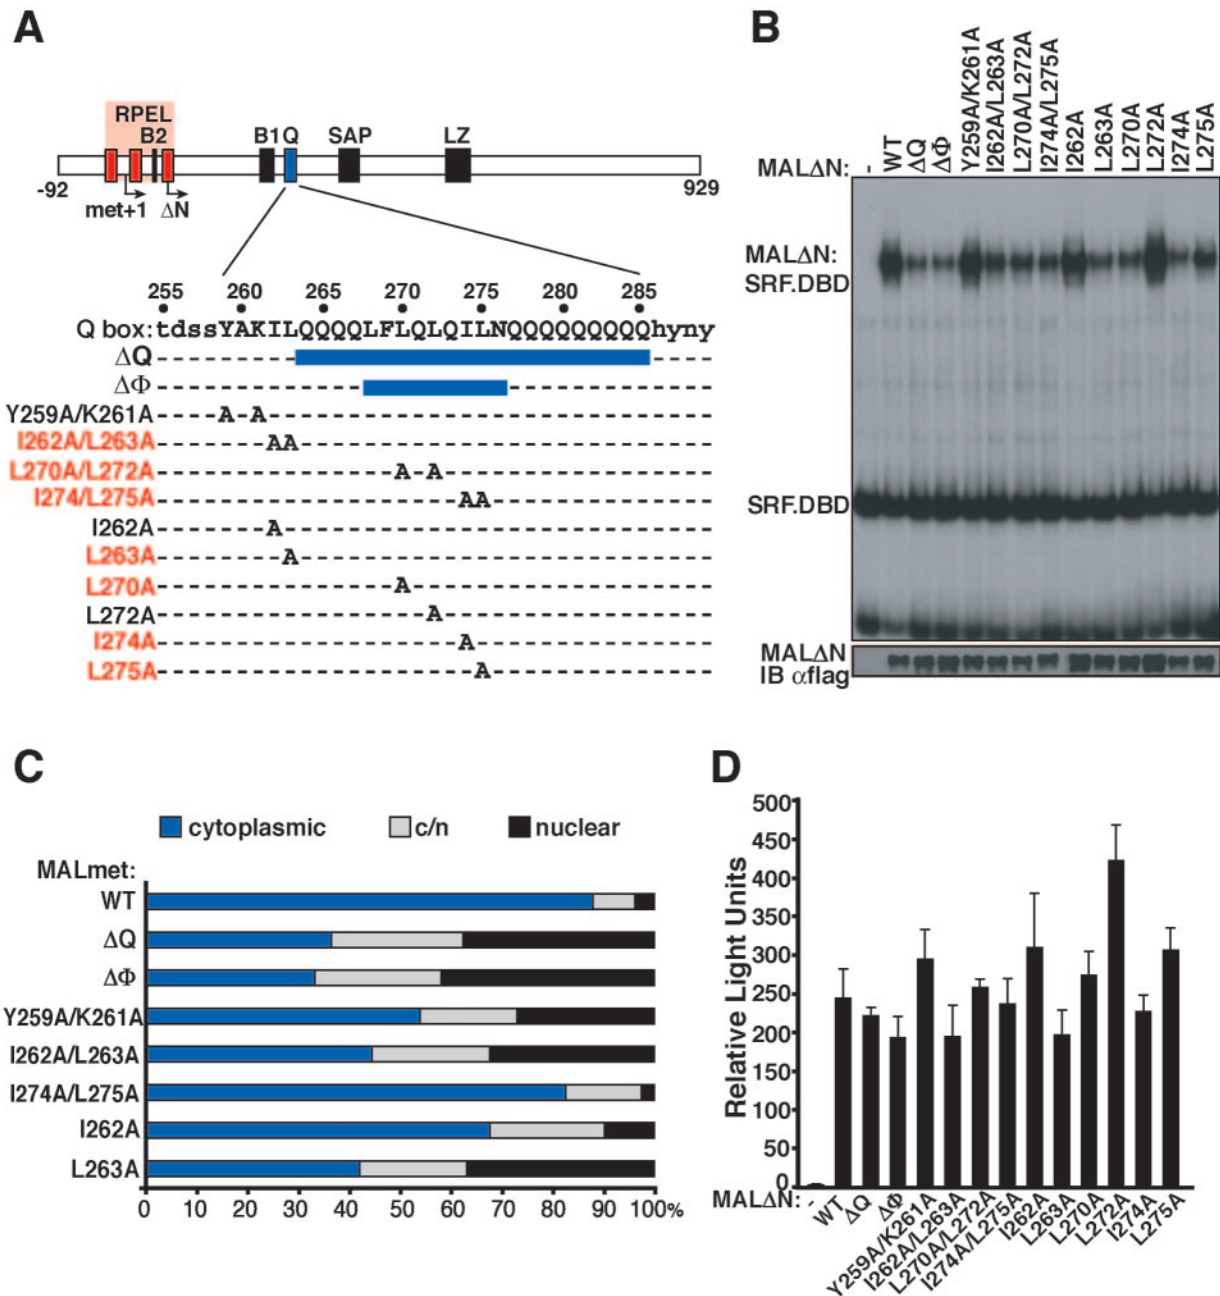 A
RPEL
B2
B1 Q SAP LZ
-92
929
met+1 ΔN
255 260 265 270 275 280 285
Q box: tdssYAKILQQQQLFLQLQILNQQQQQQQQQhyny
ΔQ
ΔΦ
Y259A/K261A A A
I262A/L263A AA
L270A/L272A A A
I274/L275A AA
I262A A
L263A A
L270A A
L272A A
I274A A
L275A A
B
MALΔN: - WT ΔQ ΔΦ Y259A/K261A I262A/L263A L270A/L272A I274A/L275A I262A L263A L270A L272A I274A L275A
MALΔN:
SRF.DBD
SRF.DBD
MALΔN
IB αflag
C
cytoplasmic c/n nuclear
MALmet:
WT
ΔQ
ΔΦ
Y259A/K261A
I262A/L263A
I274A/L275A
I262A
L263A
0 10 20 30 40 50 60 70 80 90 100%
D
Relative Light Units
500
450
400
350
300
250
200
150
100
50
0
MALΔN: - WT ΔQ ΔΦ Y259A/K261A I262A/L263A L270A/L272A I274A/L275A I262A L263A L270A L272A I274A L275A